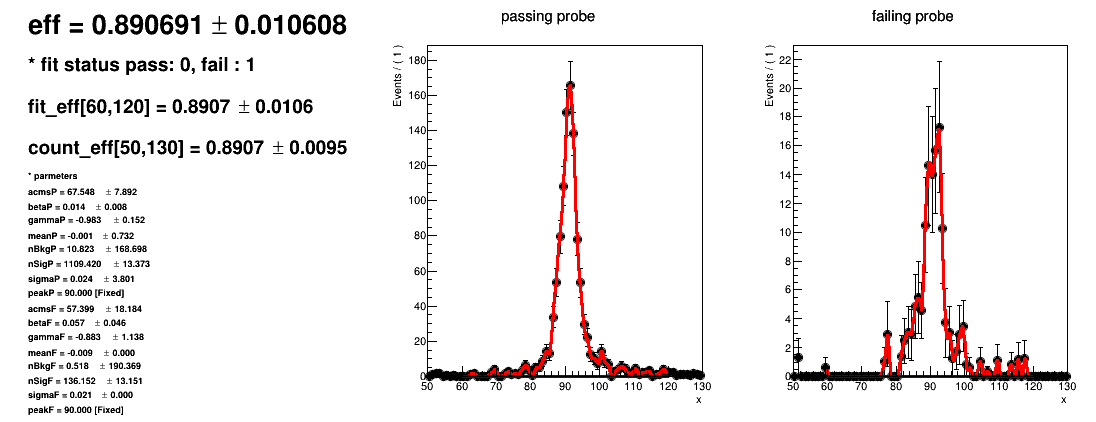 eff = 0.890691 ± 0.010608
* fit status pass: 0, fail : 1
fit_eff[60,120] = 0.8907 ± 0.0106
count_eff[50,130] = 0.8907 ± 0.0095
* parmeters
acmsP = 67.548 ± 7.892
betaP = 0.014 ± 0.008
gammaP = -0.983 ± 0.152
meanP = -0.001 ± 0.732
nBkgP = 10.823 ± 168.698
nSigP = 1109.420 ± 13.373
sigmaP = 0.024 ± 3.801
peakP = 90.000 [Fixed]
acmsF = 57.399 ± 18.184
betaF = 0.057 ± 0.046
gammaF = -0.883 ± 1.138
meanF = -0.009 ± 0.000
nBkgF = 0.518 ± 190.369
nSigF = 136.152 ± 13.151
sigmaF = 0.021 ± 0.000
peakF = 90.000 [Fixed]
passing probe
Events / ( 1 )
180
160
140
120
100
80
60
40
20
0
50 60 70 80 90 100 110 120 130
x
failing probe
Events / ( 1 )
22
20
18
16
14
12
10
8
6
4
2
0
50 60 70 80 90 100 110 120 130
x